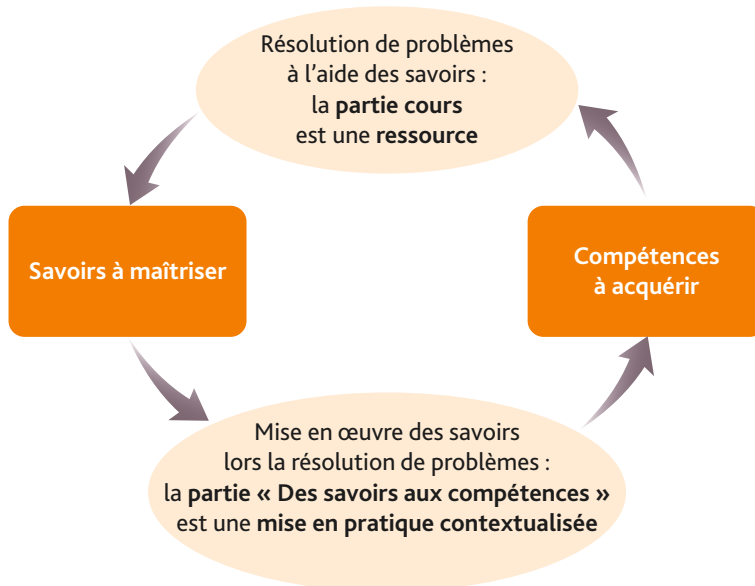 Résolution de problèmes
à l'aide des savoirs :
la partie cours
est une ressource
Savoirs à maîtriser
Compétences
à acquérir
Mise en œuvre des savoirs
lors la résolution de problèmes :
la partie « Des savoirs aux compétences »
est une mise en pratique contextualisée